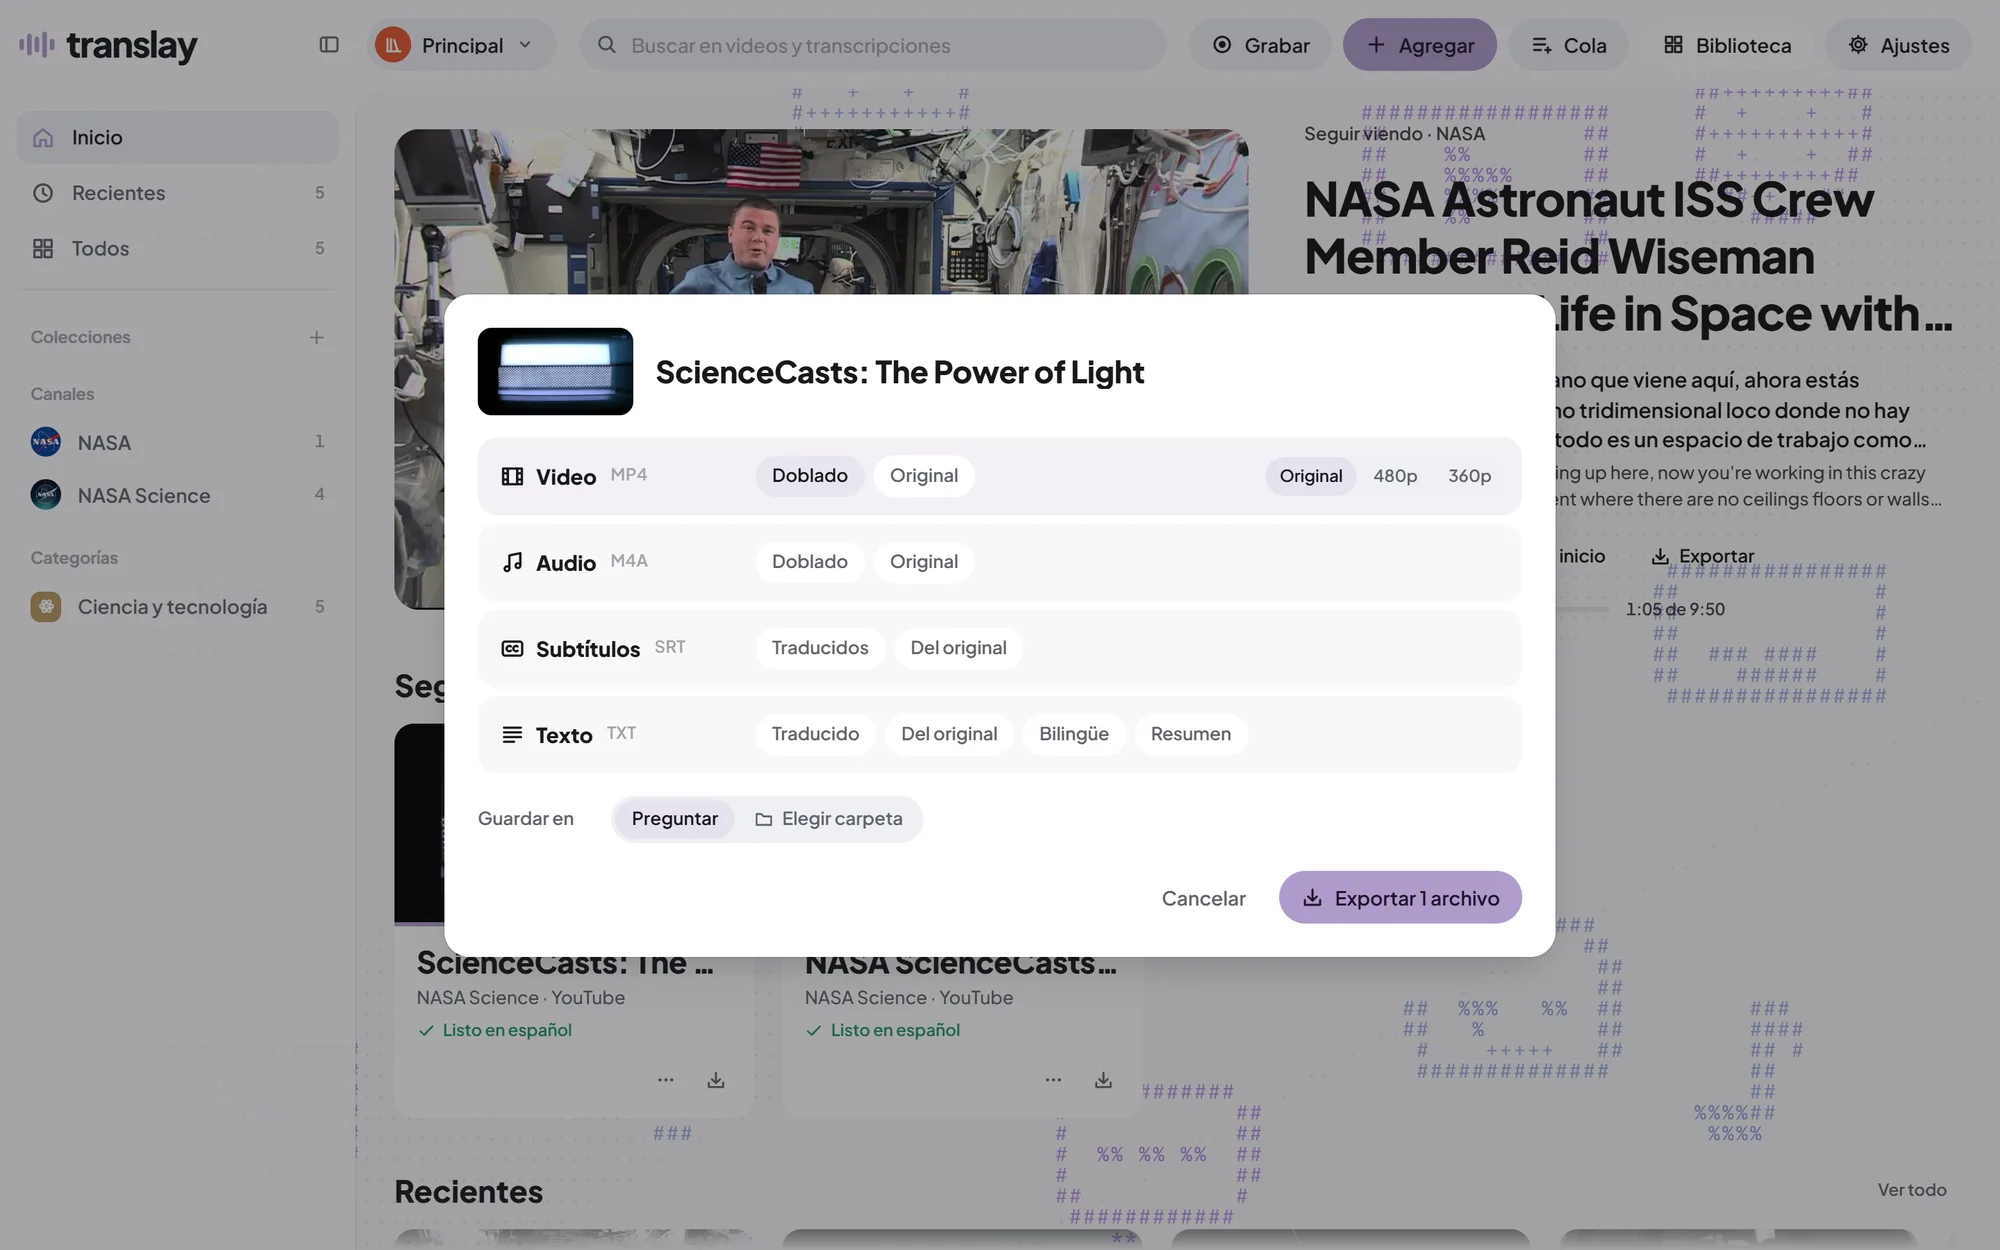 translay
Principal
Buscar en videos y transcripciones
Grabar
Agregar
Cola
Biblioteca
Ajustes
Inicio
Recientes 5
Todos 5
Colecciones
Canales
NASA 1
NASA Science 4
Categorías
Ciencia y tecnología 5
Seguir viendo · NASA
NASA Astronaut ISS Crew
Member Reid Wiseman
Life in Space with...
ano que viene aquí, ahora estás
no tridimensional loco donde no hay
todo es un espacio de trabajo como...
ing up here, now you're working in this crazy
ent where there are no ceilings floors or walls...
inicio
Exportar
1:05 de 9:50
ScienceCasts: The Power of Light
Video MP4
Doblado
Original
Original
480p
360p
Audio M4A
Doblado
Original
Subtítulos SRT
Traducidos
Del original
Texto TXT
Traducido
Del original
Bilingüe
Resumen
Guardar en
Preguntar
Elegir carpeta
Cancelar
Exportar 1 archivo
Seg
ScienceCasts: The ...
NASA Science · YouTube
Listo en español
NASA ScienceCasts...
NASA Science · YouTube
Listo en español
Recientes
Ver todo